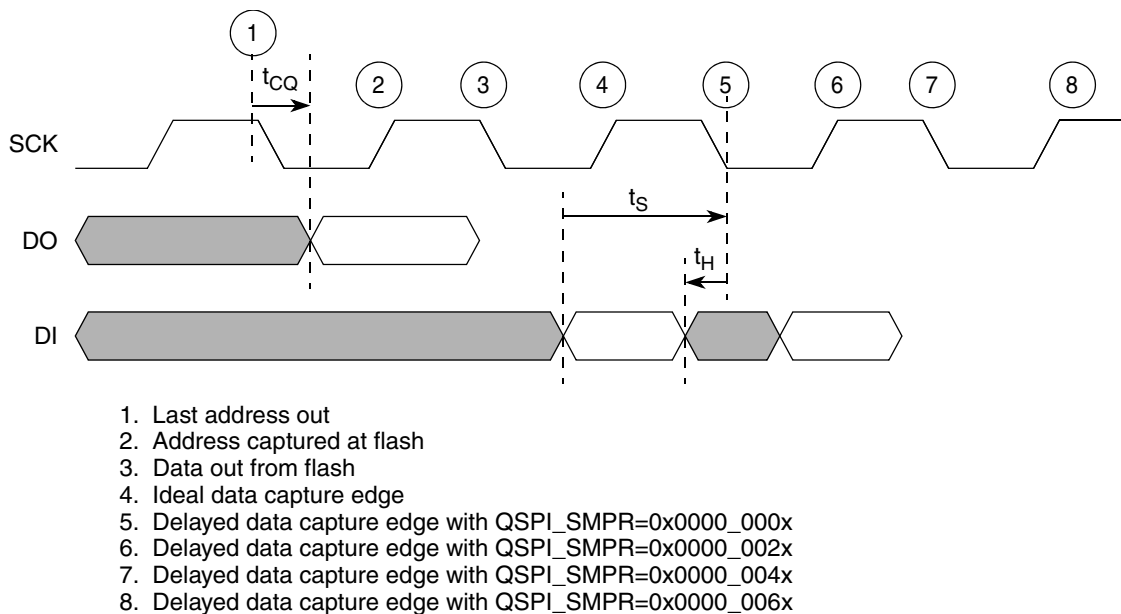 1
tCQ
2
3
4
5
6
7
8
SCK
tS
DO
tH
DI
1. Last address out
2. Address captured at flash
3. Data out from flash
4. Ideal data capture edge
5. Delayed data capture edge with QSPI_SMPR=0x0000_000x
6. Delayed data capture edge with QSPI_SMPR=0x0000_002x
7. Delayed data capture edge with QSPI_SMPR=0x0000_004x
8. Delayed data capture edge with QSPI_SMPR=0x0000_006x